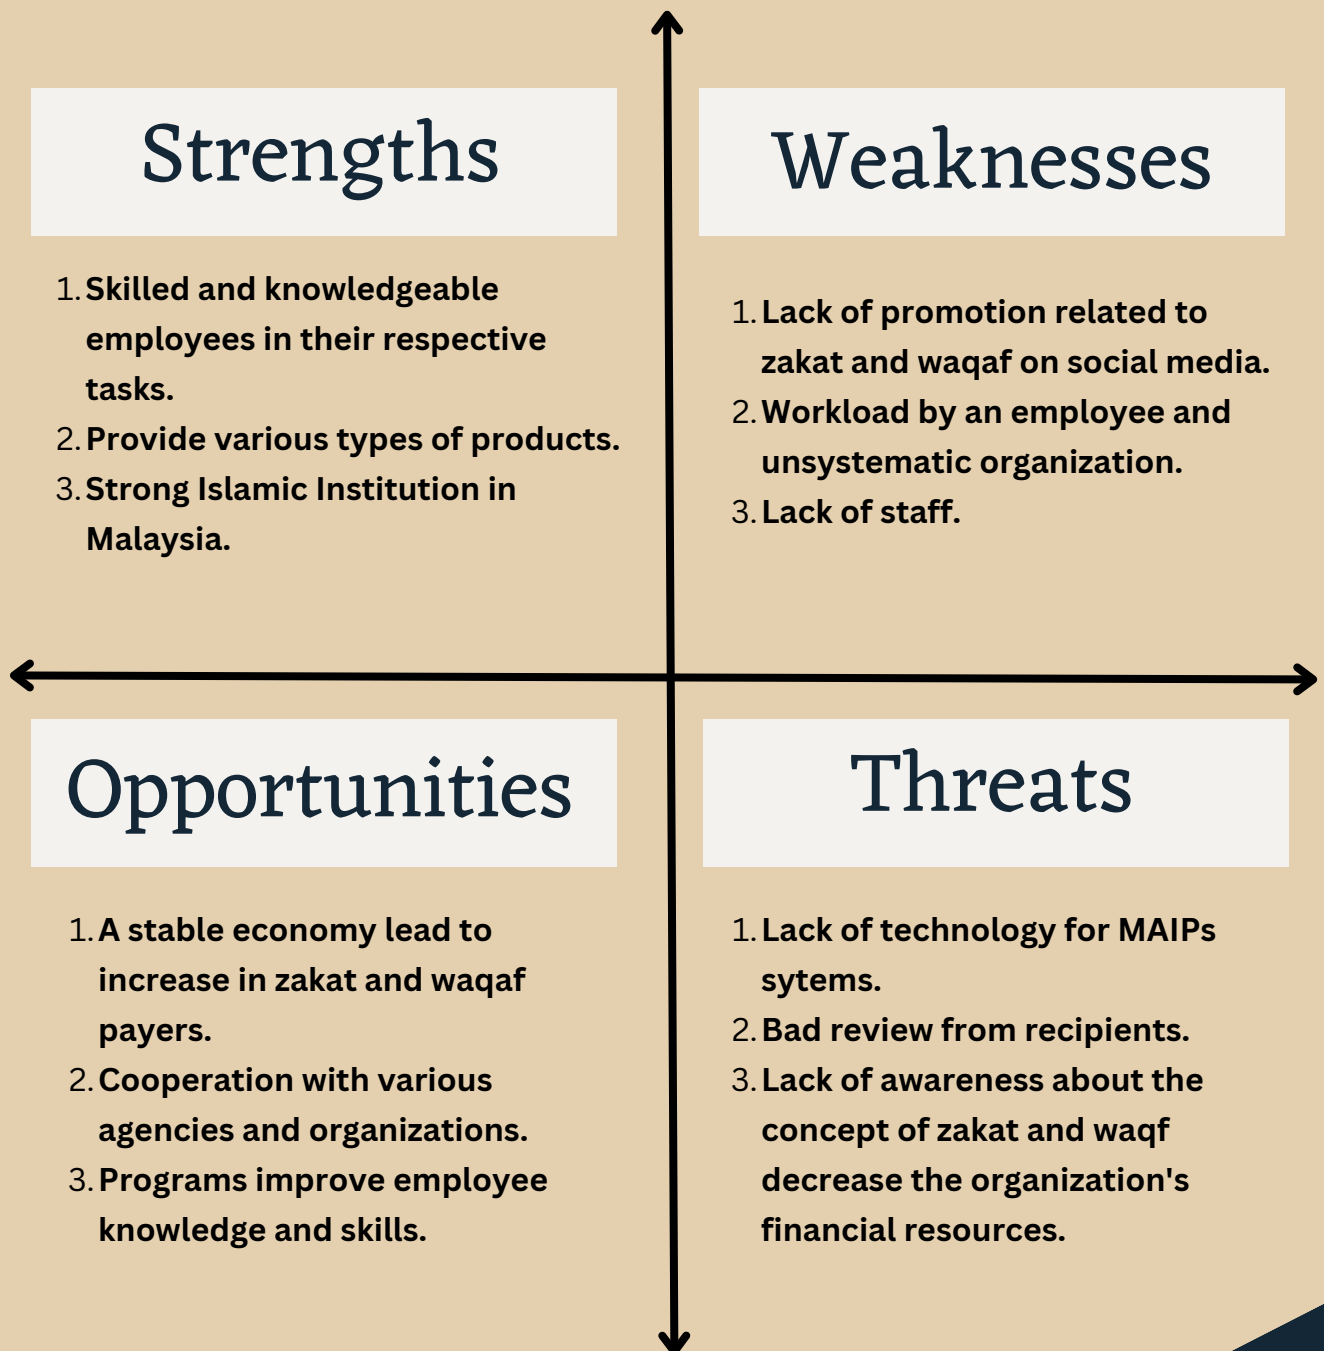 Strengths
1. Skilled and knowledgeable
employees in their respective
tasks.
2. Provide various types of products.
3. Strong Islamic Institution in
Malaysia.
Weaknesses
1. Lack of promotion related to
zakat and waqaf on social media.
2. Workload by an employee and
unsystematic organization.
3. Lack of staff.
Opportunities
1. A stable economy lead to
increase in zakat and waqaf
payers.
2. Cooperation with various
agencies and organizations.
3. Programs improve employee
knowledge and skills.
Threats
1. Lack of technology for MAIPs
sytems.
2. Bad review from recipients.
3. Lack of awareness about the
concept of zakat and waqf
decrease the organization's
financial resources.